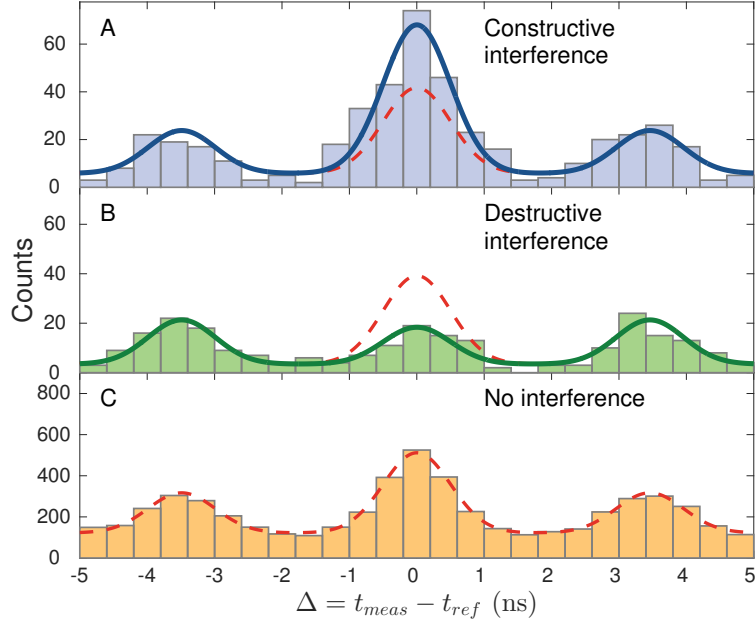 A
Constructive
interference
60
40
20
0
B
Destructive
interference
60
40
20
0
Counts
C
No interference
800
600
400
200
0
-5 -4 -3 -2 -1 0 1 2 3 4 5
Δ = t_meas − t_ref (ns)